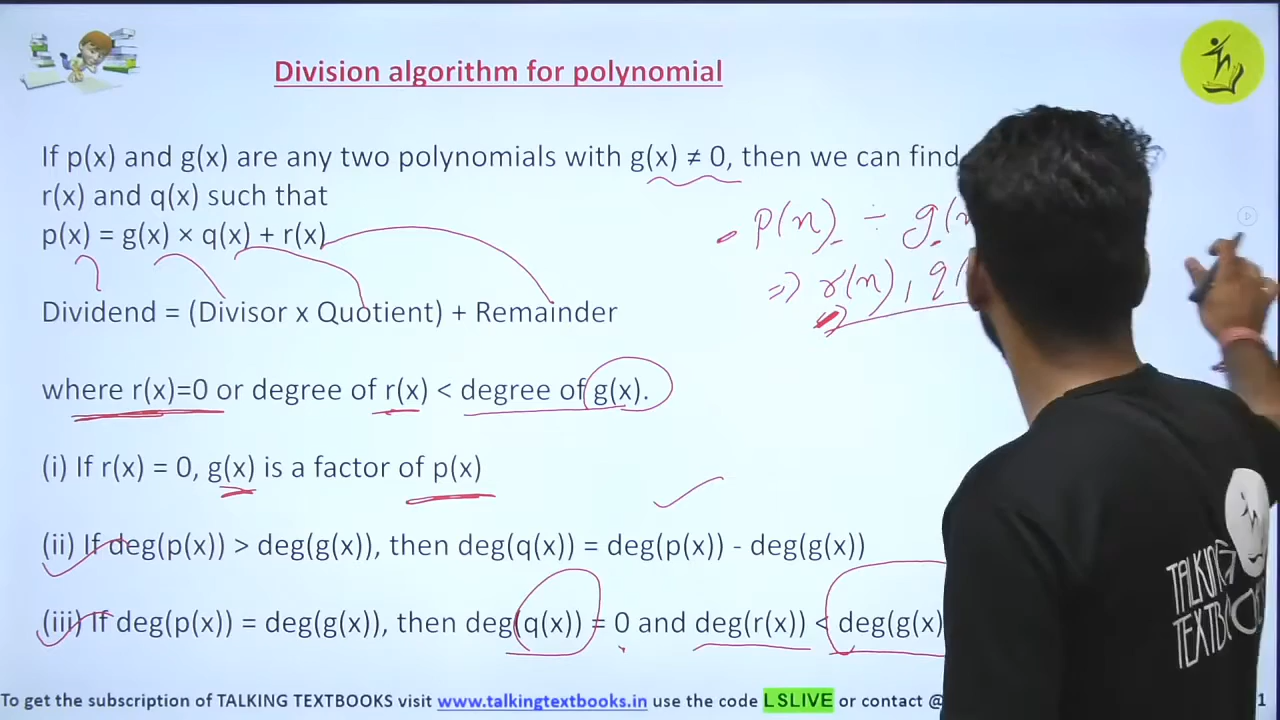 Division algorithm for polynomial
If p(x) and g(x) are any two polynomials with g(x) ≠ 0, then we can find
r(x) and q(x) such that
p(x) = g(x) × q(x) + r(x)
p(x) ÷ g(x
⇒ r(x), q(
Dividend = (Divisor x Quotient) + Remainder
where r(x)=0 or degree of r(x) < degree of g(x).
(i) If r(x) = 0, g(x) is a factor of p(x)
(ii) If deg(p(x)) > deg(g(x)), then deg(q(x)) = deg(p(x)) - deg(g(x))
(iii) If deg(p(x)) = deg(g(x)), then deg(q(x)) = 0 and deg(r(x)) < deg(g(x)
TALKING
TEXTBOO
To get the subscription of TALKING TEXTBOOKS visit www.talkingtextbooks.in use the code LSLIVE or contact @
1